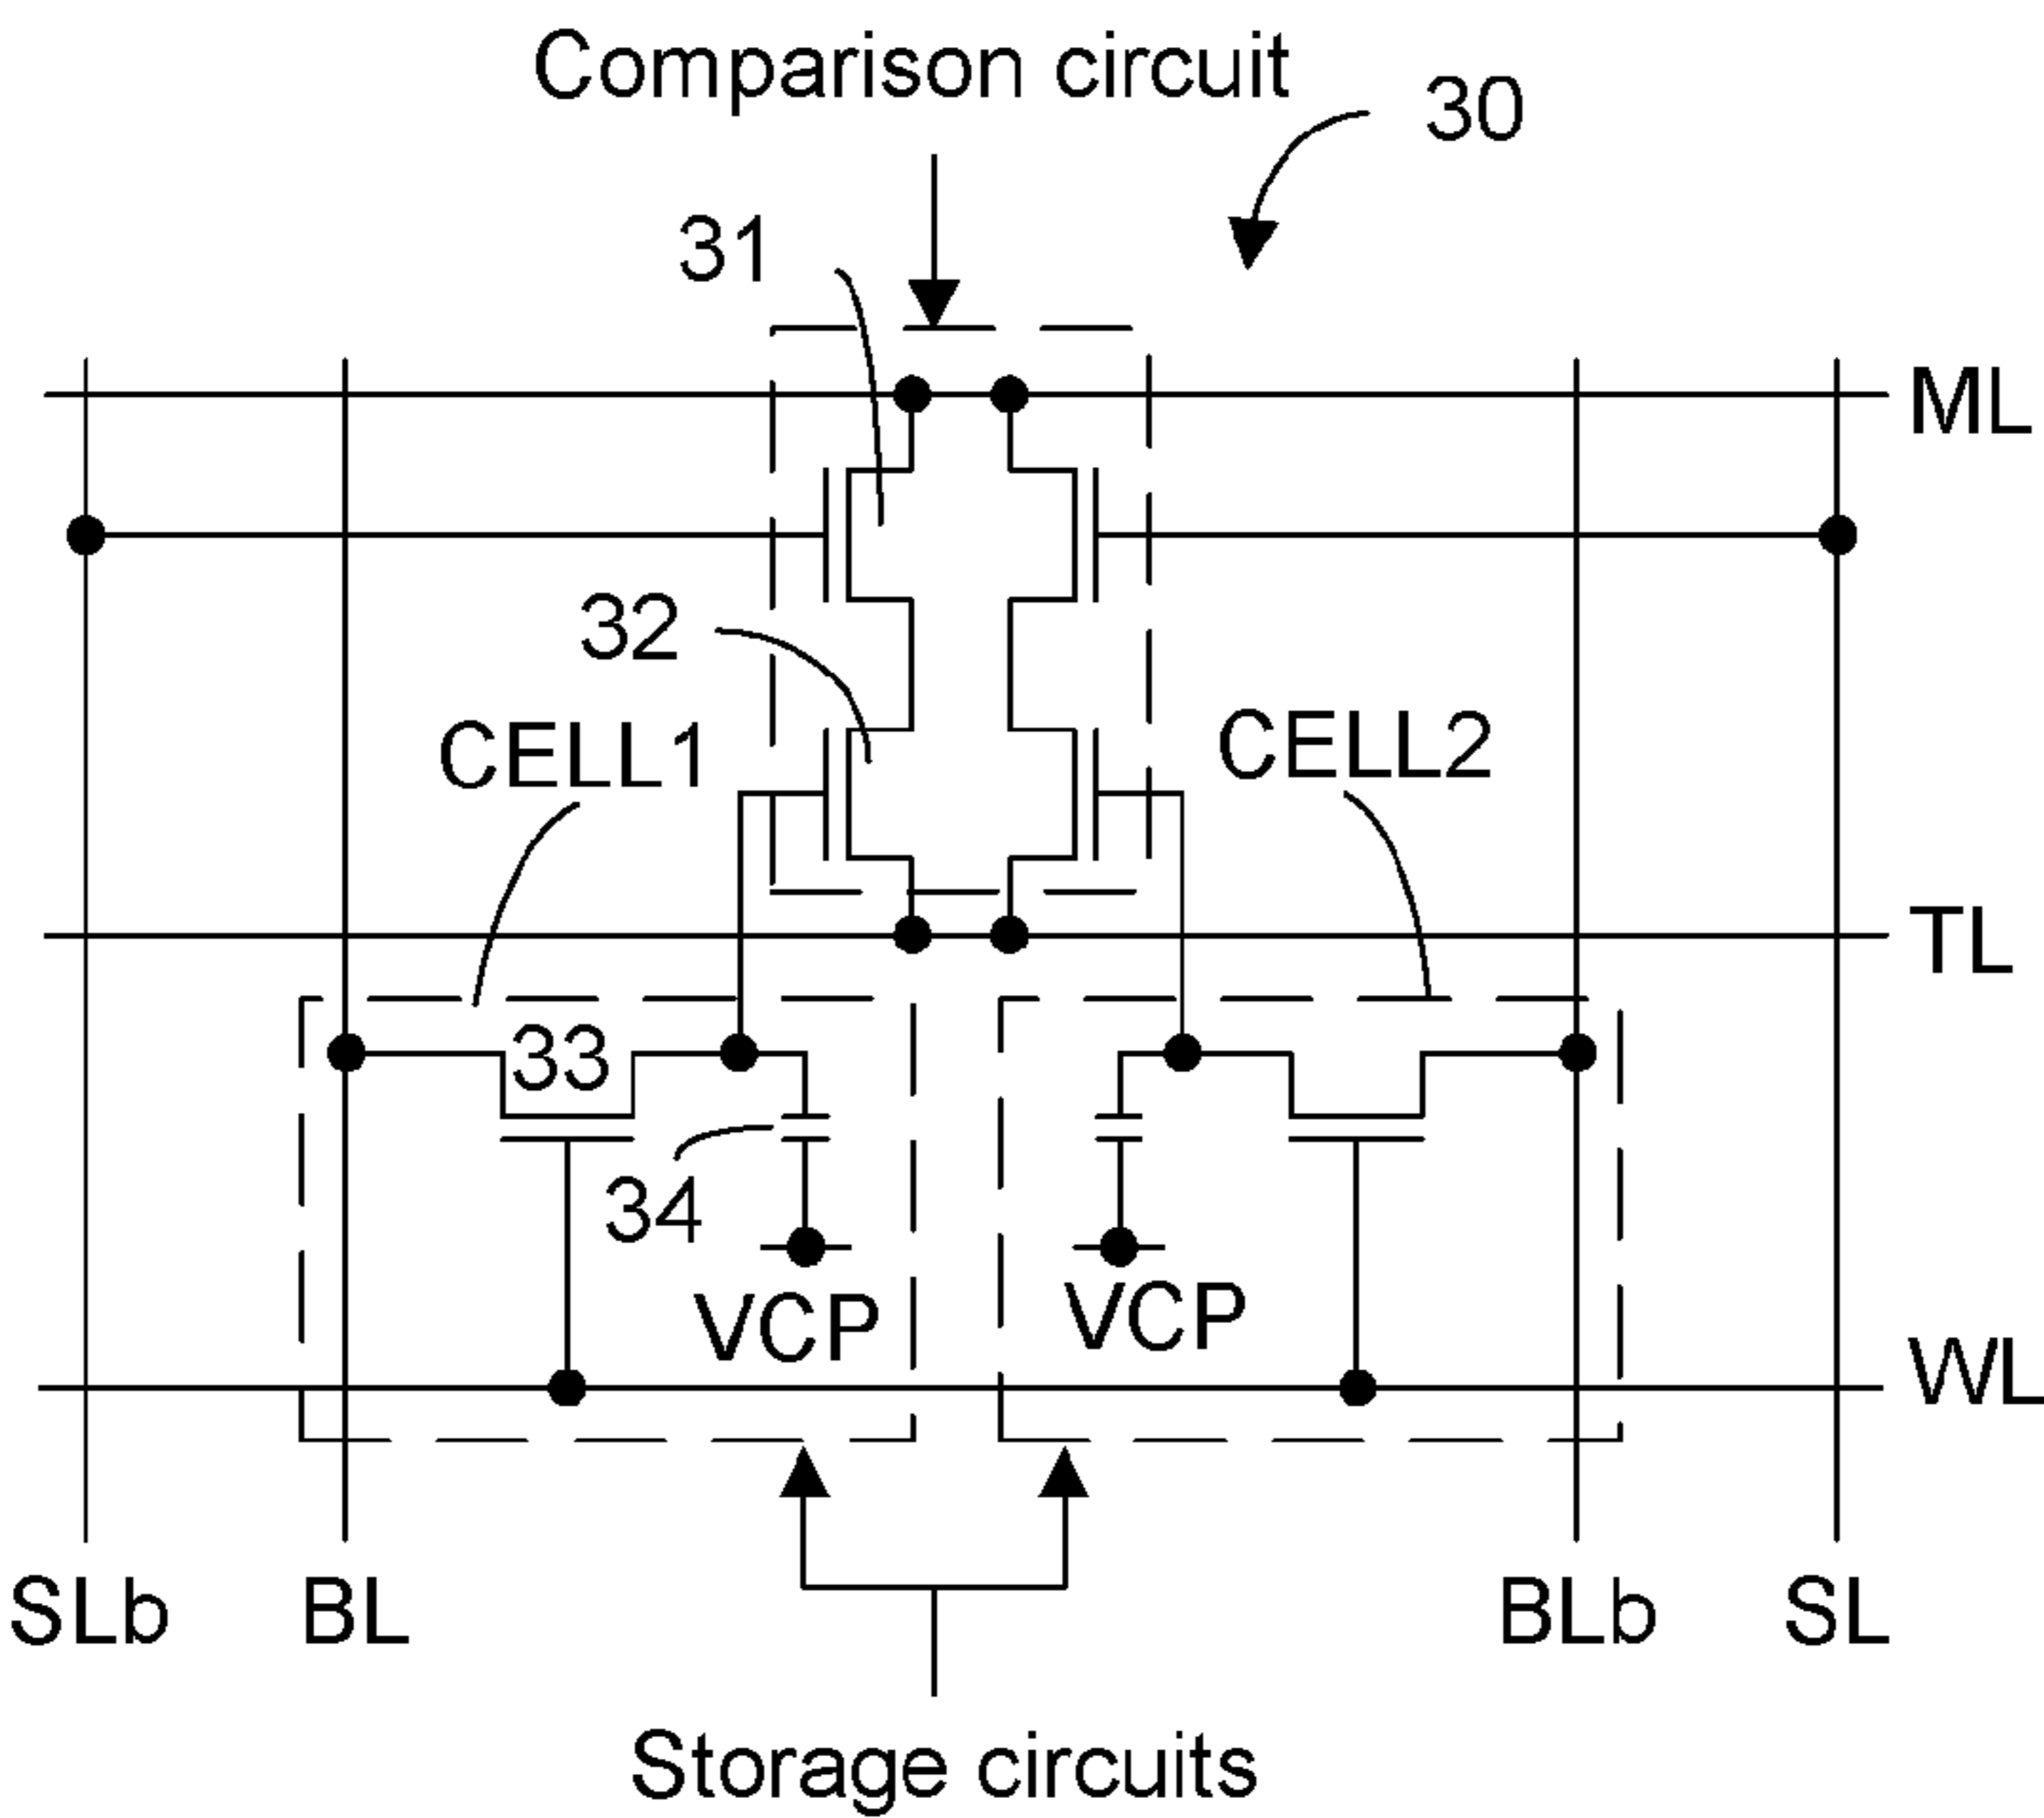 Comparison circuit
30
31
ML
32
CELL1
CELL2
TL
33
34
VCP
VCP
WL
SLb
BL
BLb
SL
Storage circuits